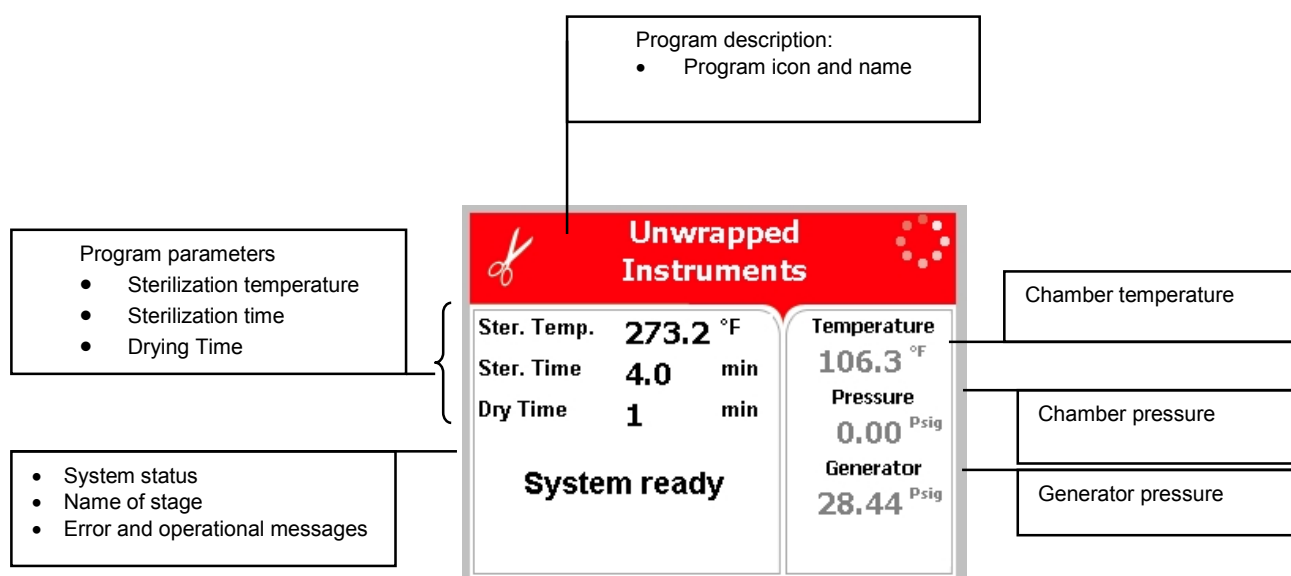 Program description:
• Program icon and name
Unwrapped
Instruments
Program parameters
• Sterilization temperature
• Sterilization time
• Drying Time
Ster. Temp. 273.2 °F
Ster. Time 4.0 min
Dry Time 1 min
System ready
Temperature
106.3 °F
Pressure
0.00 Psig
Generator
28.44 Psig
Chamber temperature
Chamber pressure
Generator pressure
• System status
• Name of stage
• Error and operational messages